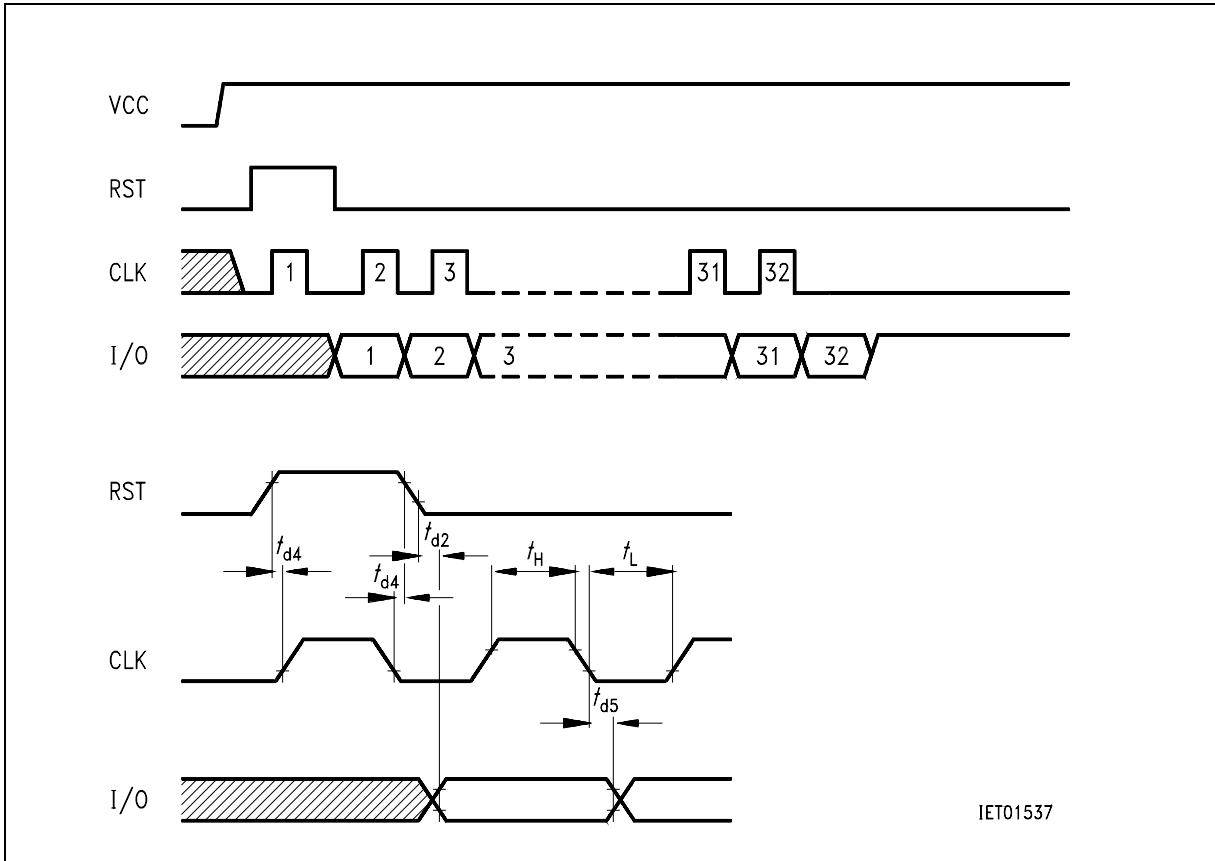 VCC
RST
CLK 1 2 3 31 32
I/O 1 2 3 31 32
RST
td2
td4 tH tL
td4
CLK
td5
I/O
IET01537